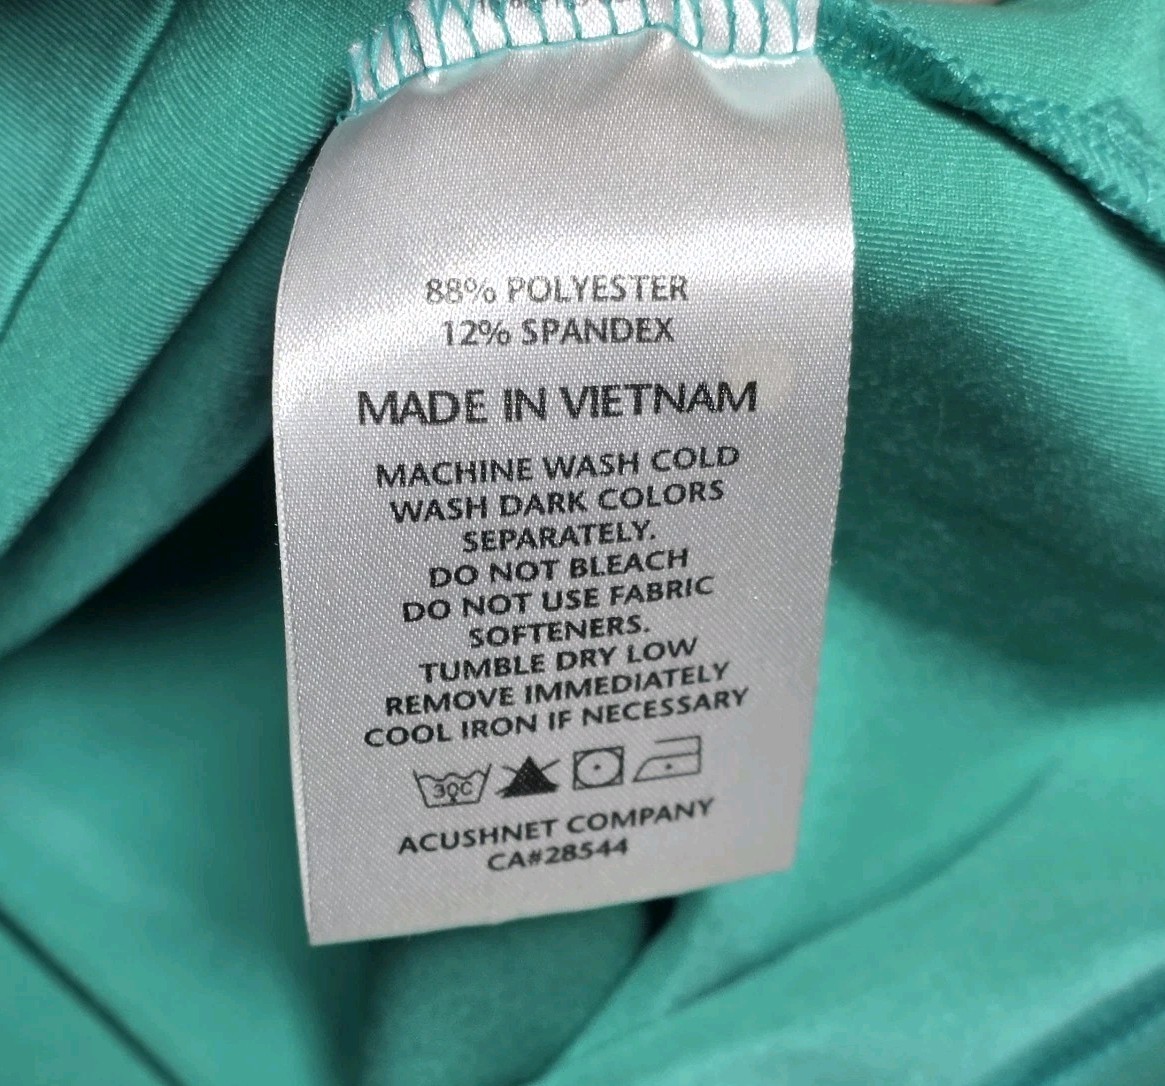 88% POLYESTER
12% SPANDEX
MADE IN VIETNAM
MACHINE WASH COLD
WASH DARK COLORS
SEPARATELY.
DO NOT BLEACH
DO NOT USE FABRIC
SOFTENERS.
TUMBLE DRY LOW
REMOVE IMMEDIATELY
COOL IRON IF NECESSARY
30C
ACUSHNET COMPANY
CA#28544